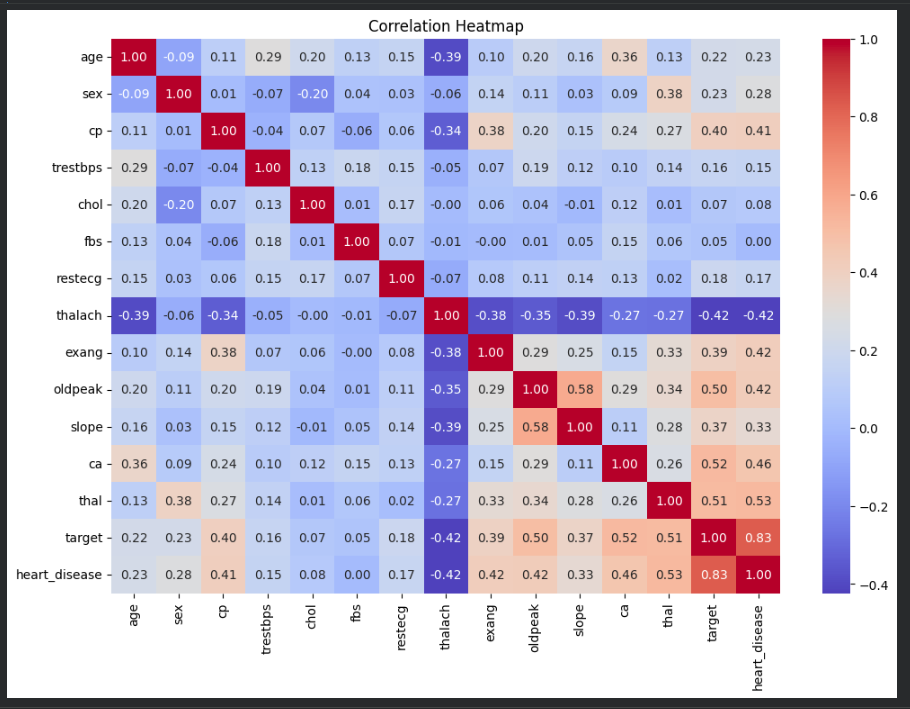 Correlation Heatmap
age 1.00 -0.09 0.11 0.29 0.20 0.13 0.15 -0.39 0.10 0.20 0.16 0.36 0.13 0.22 0.23
sex -0.09 1.00 0.01 -0.07 -0.20 0.04 0.03 -0.06 0.14 0.11 0.03 0.09 0.38 0.23 0.28
cp 0.11 0.01 1.00 -0.04 0.07 -0.06 0.06 -0.34 0.38 0.20 0.15 0.24 0.27 0.40 0.41
trestbps 0.29 -0.07 -0.04 1.00 0.13 0.18 0.15 -0.05 0.07 0.19 0.12 0.10 0.14 0.16 0.15
chol 0.20 -0.20 0.07 0.13 1.00 0.01 0.17 -0.00 0.06 0.04 -0.01 0.12 0.01 0.07 0.08
fbs 0.13 0.04 -0.06 0.18 0.01 1.00 0.07 -0.01 -0.00 0.01 0.05 0.15 0.06 0.05 0.00
restecg 0.15 0.03 0.06 0.15 0.17 0.07 1.00 -0.07 0.08 0.11 0.14 0.13 0.02 0.18 0.17
thalach -0.39 -0.06 -0.34 -0.05 -0.00 -0.01 -0.07 1.00 -0.38 -0.35 -0.39 -0.27 -0.27 -0.42 -0.42
exang 0.10 0.14 0.38 0.07 0.06 -0.00 0.08 -0.38 1.00 0.29 0.25 0.15 0.33 0.39 0.42
oldpeak 0.20 0.11 0.20 0.19 0.04 0.01 0.11 -0.35 0.29 1.00 0.58 0.29 0.34 0.50 0.42
slope 0.16 0.03 0.15 0.12 -0.01 0.05 0.14 -0.39 0.25 0.58 1.00 0.11 0.28 0.37 0.33
ca 0.36 0.09 0.24 0.10 0.12 0.15 0.13 -0.27 0.15 0.29 0.11 1.00 0.26 0.52 0.46
thal 0.13 0.38 0.27 0.14 0.01 0.06 0.02 -0.27 0.33 0.34 0.28 0.26 1.00 0.51 0.53
target 0.22 0.23 0.40 0.16 0.07 0.05 0.18 -0.42 0.39 0.50 0.37 0.52 0.51 1.00 0.83
heart_disease 0.23 0.28 0.41 0.15 0.08 0.00 0.17 -0.42 0.42 0.42 0.33 0.46 0.53 0.83 1.00
age sex cp trestbps chol fbs restecg thalach exang oldpeak slope ca thal target heart_disease
1.0
0.8
0.6
0.4
0.2
0.0
−0.2
−0.4